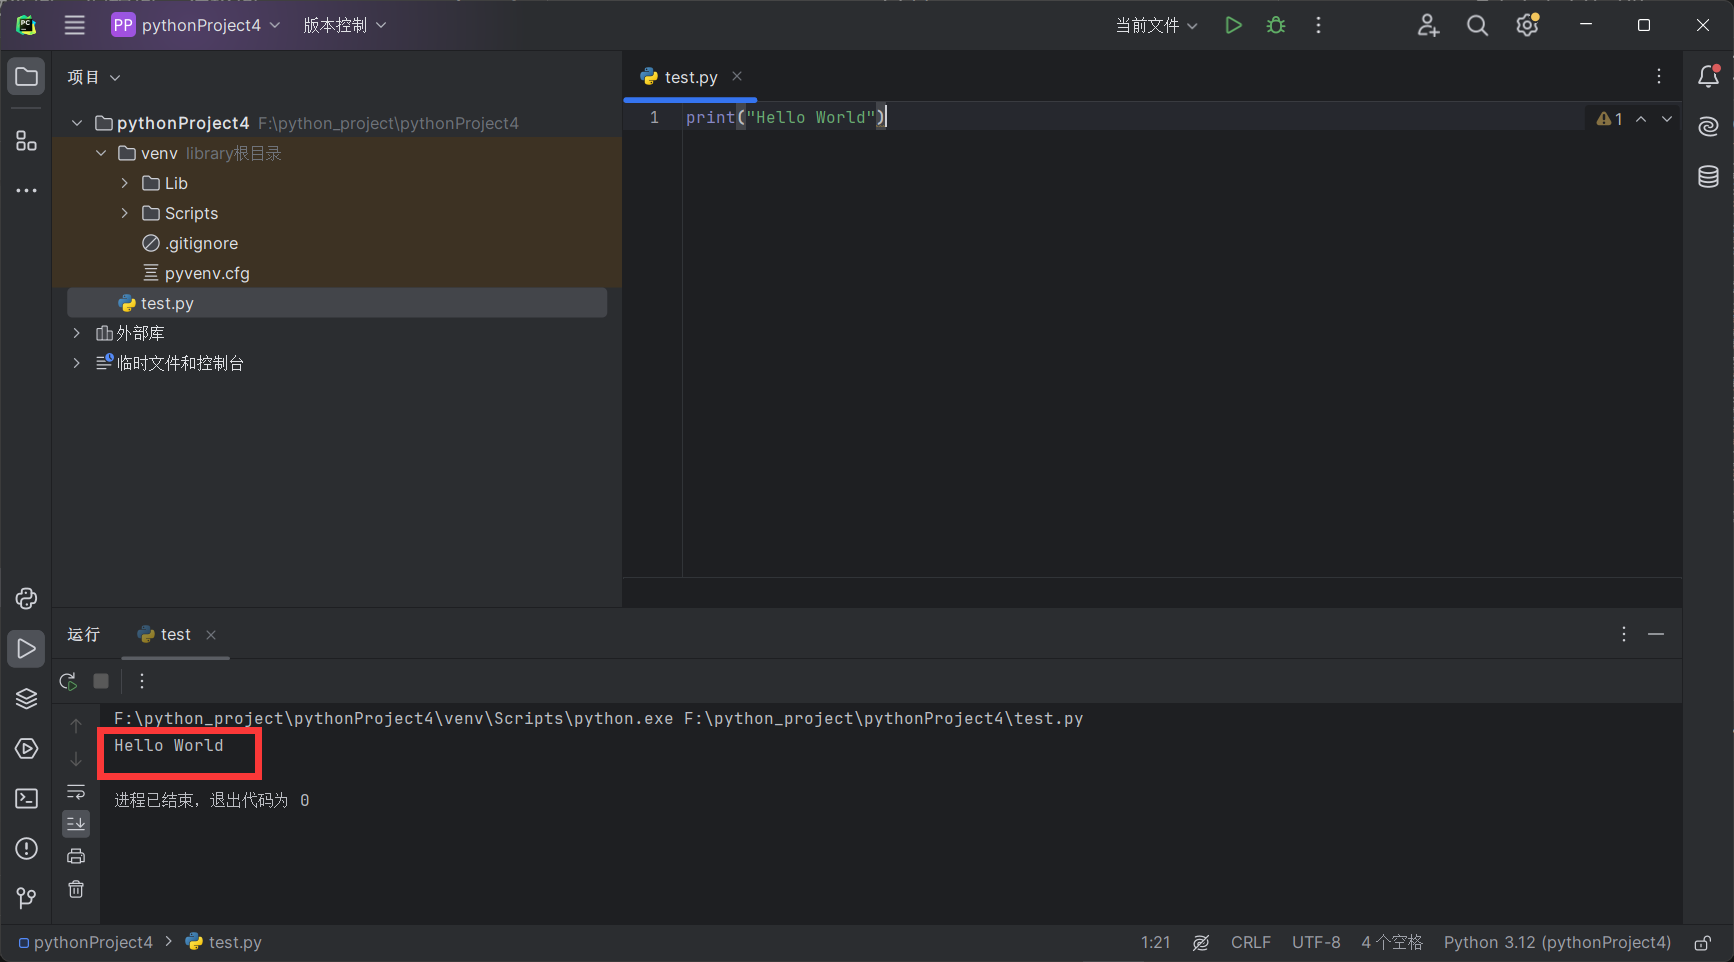 PP pythonProject4 版本控制 当前文件
项目
test.py
pythonProject4 F:\python_project\pythonProject4
venv library根目录
Lib
Scripts
.gitignore
pyvenv.cfg
test.py
外部库
临时文件和控制台
1 print("Hello World")
1
运行 test
F:\python_project\pythonProject4\venv\Scripts\python.exe F:\python_project\pythonProject4\test.py
Hello World
进程已结束，退出代码为 0
pythonProject4 test.py 1:21 CRLF UTF-8 4 个空格 Python 3.12 (pythonProject4)